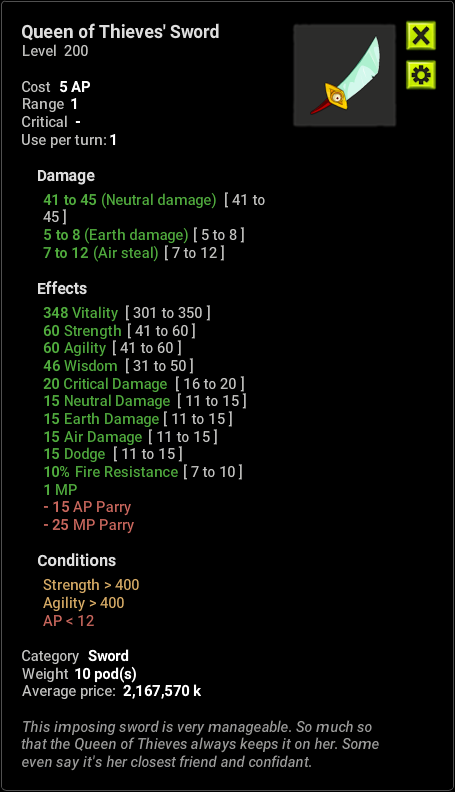 Queen of Thieves' Sword
Level 200
Cost 5 AP
Range 1
Critical -
Use per turn: 1
Damage
41 to 45 (Neutral damage) [ 41 to
45 ]
5 to 8 (Earth damage) [ 5 to 8 ]
7 to 12 (Air steal) [ 7 to 12 ]
Effects
348 Vitality [ 301 to 350 ]
60 Strength [ 41 to 60 ]
60 Agility [ 41 to 60 ]
46 Wisdom [ 31 to 50 ]
20 Critical Damage [ 16 to 20 ]
15 Neutral Damage [ 11 to 15 ]
15 Earth Damage [ 11 to 15 ]
15 Air Damage [ 11 to 15 ]
15 Dodge [ 11 to 15 ]
10% Fire Resistance [ 7 to 10 ]
1 MP
- 15 AP Parry
- 25 MP Parry
Conditions
Strength > 400
Agility > 400
AP < 12
Category Sword
Weight 10 pod(s)
Average price: 2,167,570 k
This imposing sword is very manageable. So much so
that the Queen of Thieves always keeps it on her. Some
even say it's her closest friend and confidant.